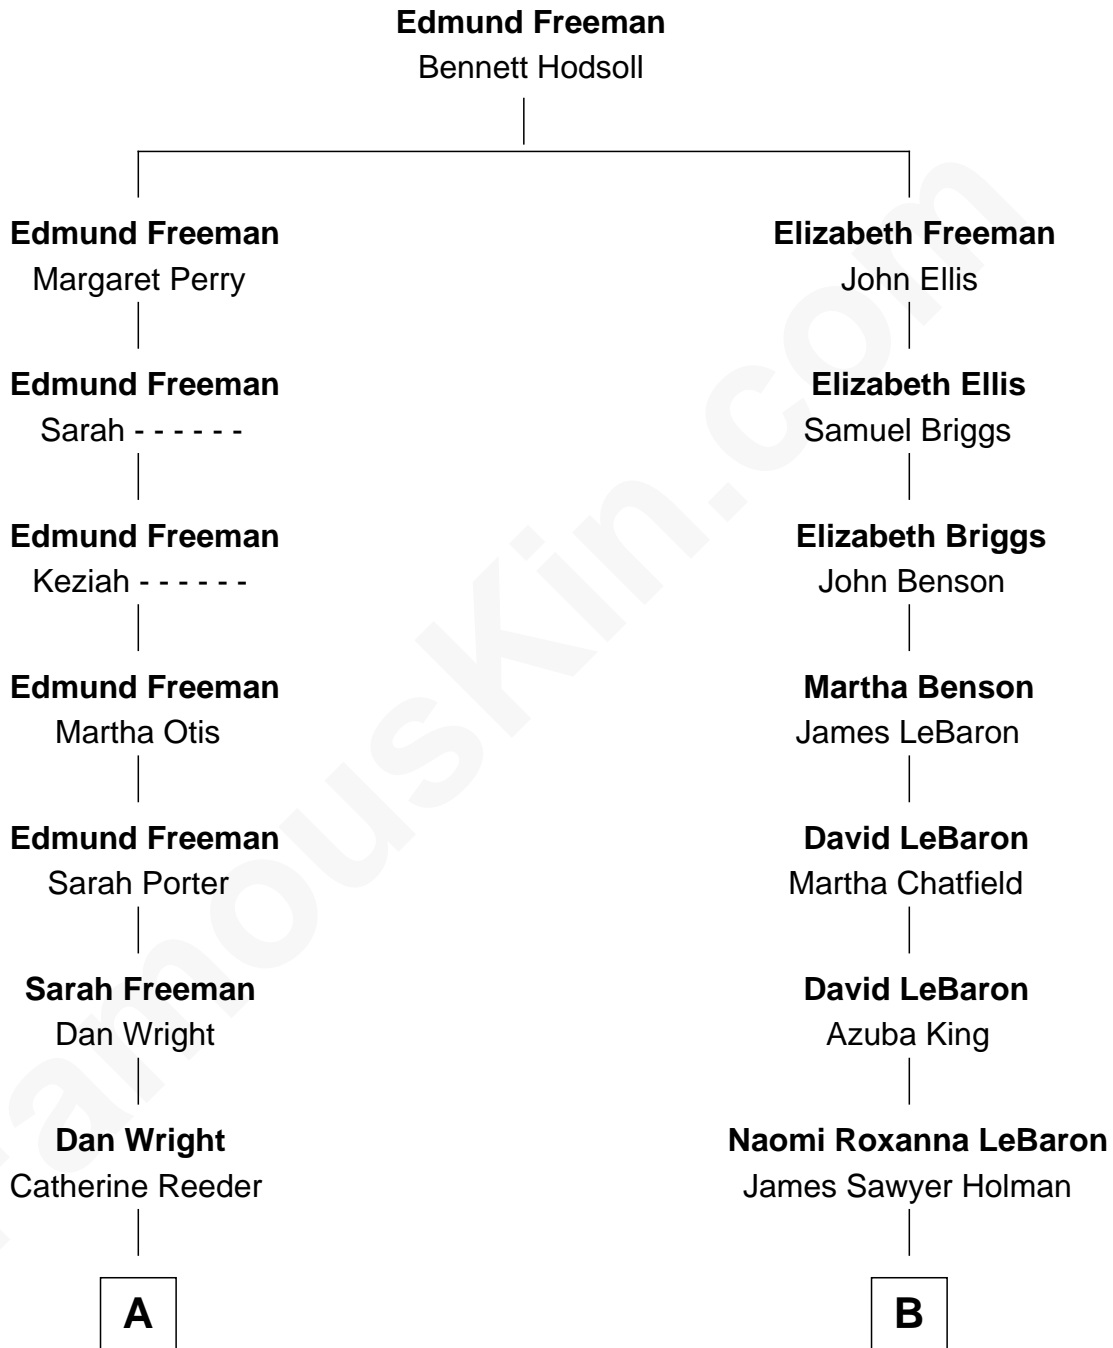 Edmund Freeman
Bennett Hodsoll
Edmund Freeman
Margaret Perry
Elizabeth Freeman
John Ellis
Edmund Freeman
Sarah - - - - - -
Elizabeth Ellis
Samuel Briggs
Edmund Freeman
Keziah - - - - - -
Elizabeth Briggs
John Benson
Edmund Freeman
Martha Otis
Martha Benson
James LeBaron
Edmund Freeman
Sarah Porter
David LeBaron
Martha Chatfield
Sarah Freeman
Dan Wright
David LeBaron
Azuba King
Dan Wright
Catherine Reeder
Naomi Roxanna LeBaron
James Sawyer Holman
A
B
FamousKin.com